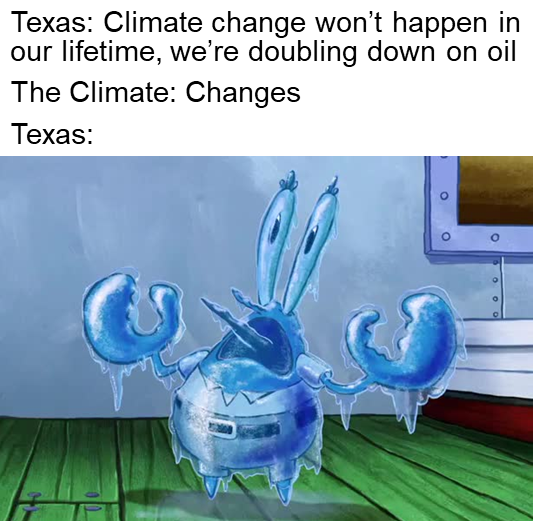 Texas: Climate change won’t happen in
our lifetime, we’re doubling down on oil
The Climate: Changes
Texas: